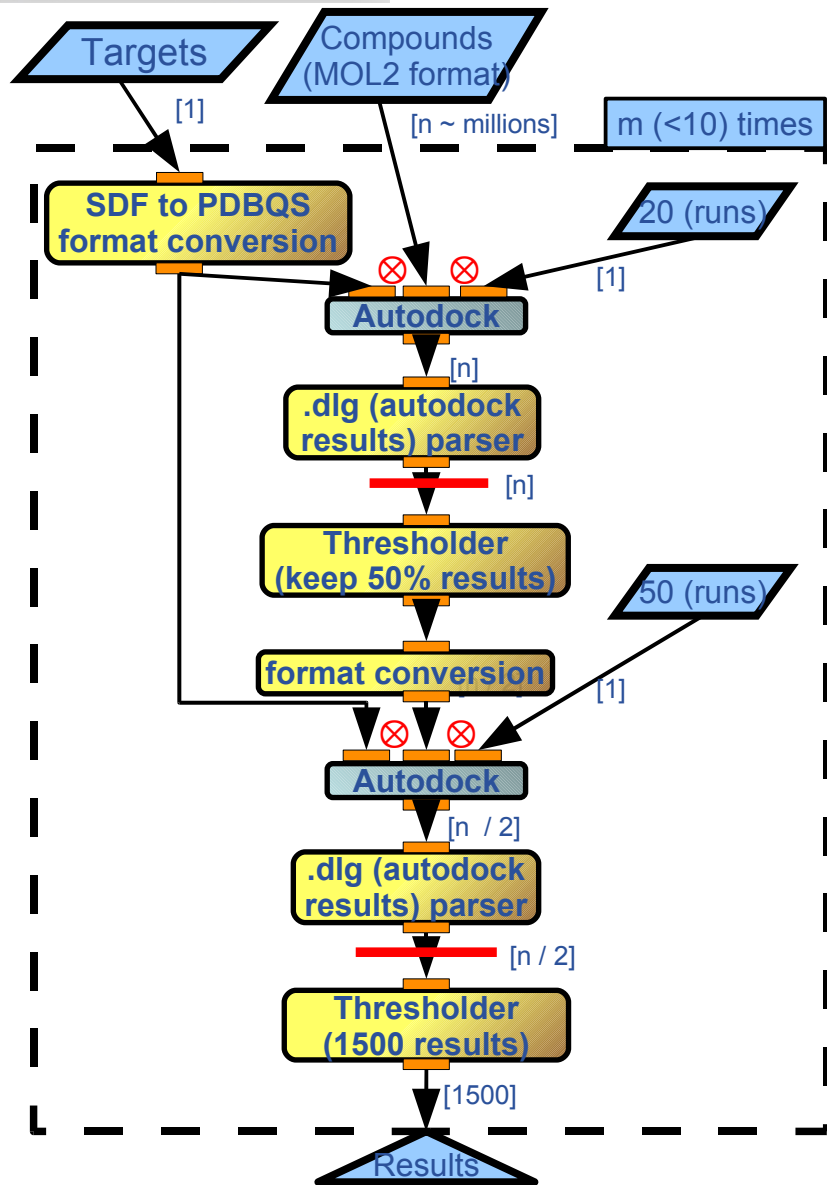 Targets
Compounds
(MOL2 format)
[1]
[n ~ millions]
m (<10) times
SDF to PDBQS
format conversion
20 (runs)
[1]
Autodock
[n]
.dlg (autodock
results) parser
[n]
Thresholder
(keep 50% results)
50 (runs)
format conversion
[1]
Autodock
[n / 2]
.dlg (autodock
results) parser
[n / 2]
Thresholder
(1500 results)
[1500]
Results